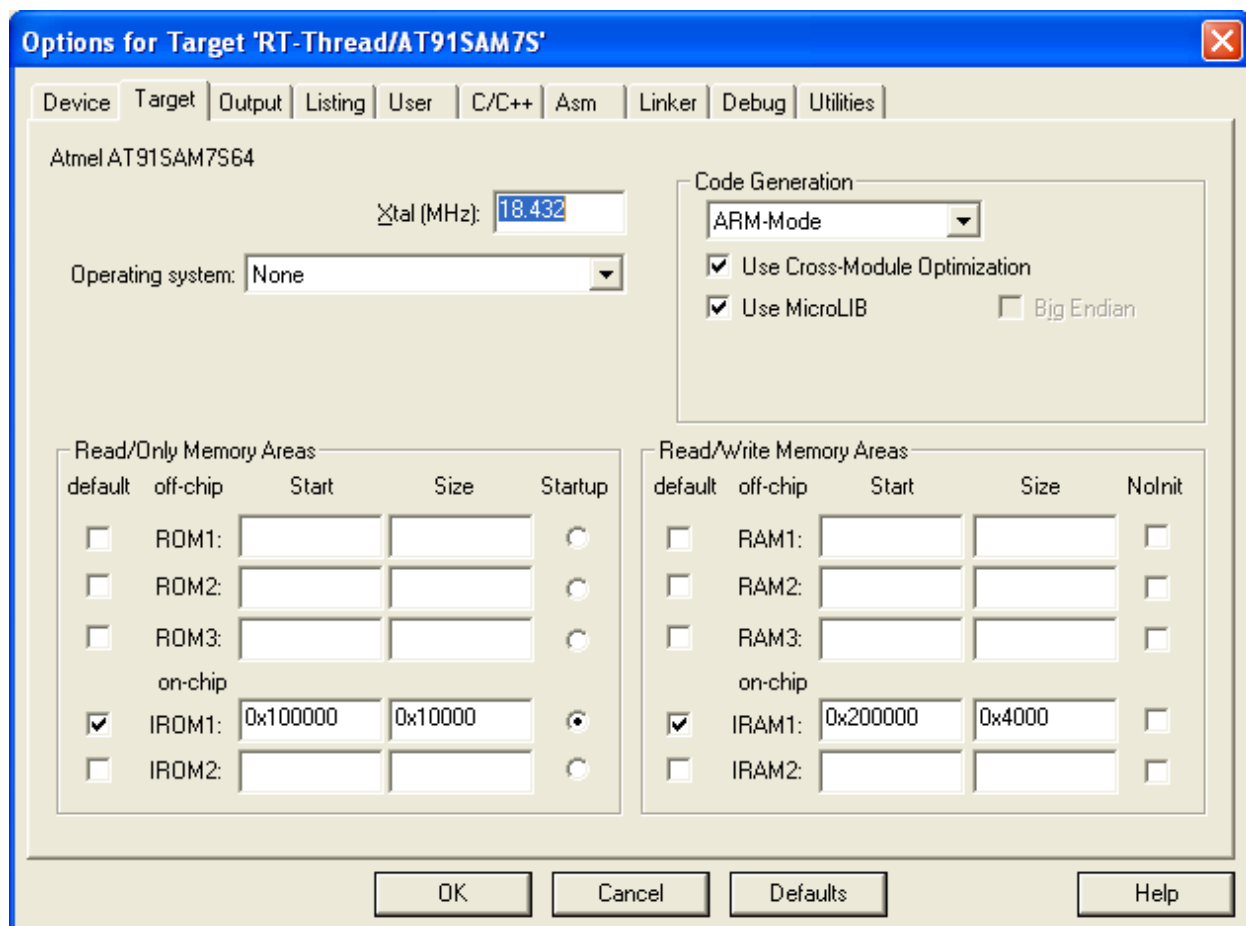 Options for Target 'RT-Thread/AT91SAM7S'
Device Target Output Listing User C/C++ Asm Linker Debug Utilities
Atmel AT91SAM7S64
Xtal (MHz): 18.432
Operating system: None
Code Generation
ARM-Mode
Use Cross-Module Optimization
Use MicroLIB Big Endian
Read/Only Memory Areas
default off-chip Start Size Startup
ROM1:
ROM2:
ROM3:
on-chip
IROM1: 0x100000 0x10000
IROM2:
Read/Write Memory Areas
default off-chip Start Size NoInit
RAM1:
RAM2:
RAM3:
on-chip
IRAM1: 0x200000 0x4000
IRAM2:
OK Cancel Defaults Help